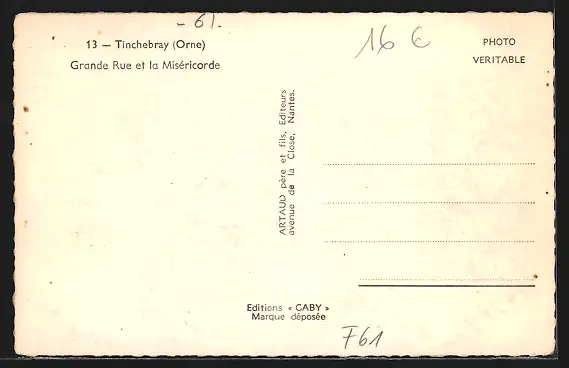 - 61.
13 — Tinchebray (Orne)
Grande Rue et la Miséricorde
16 €
PHOTO
VERITABLE
ARTAUD père et fils, Editeurs
avenue de la Close, Nantes.
Editions « GABY »
Marque déposée
F61